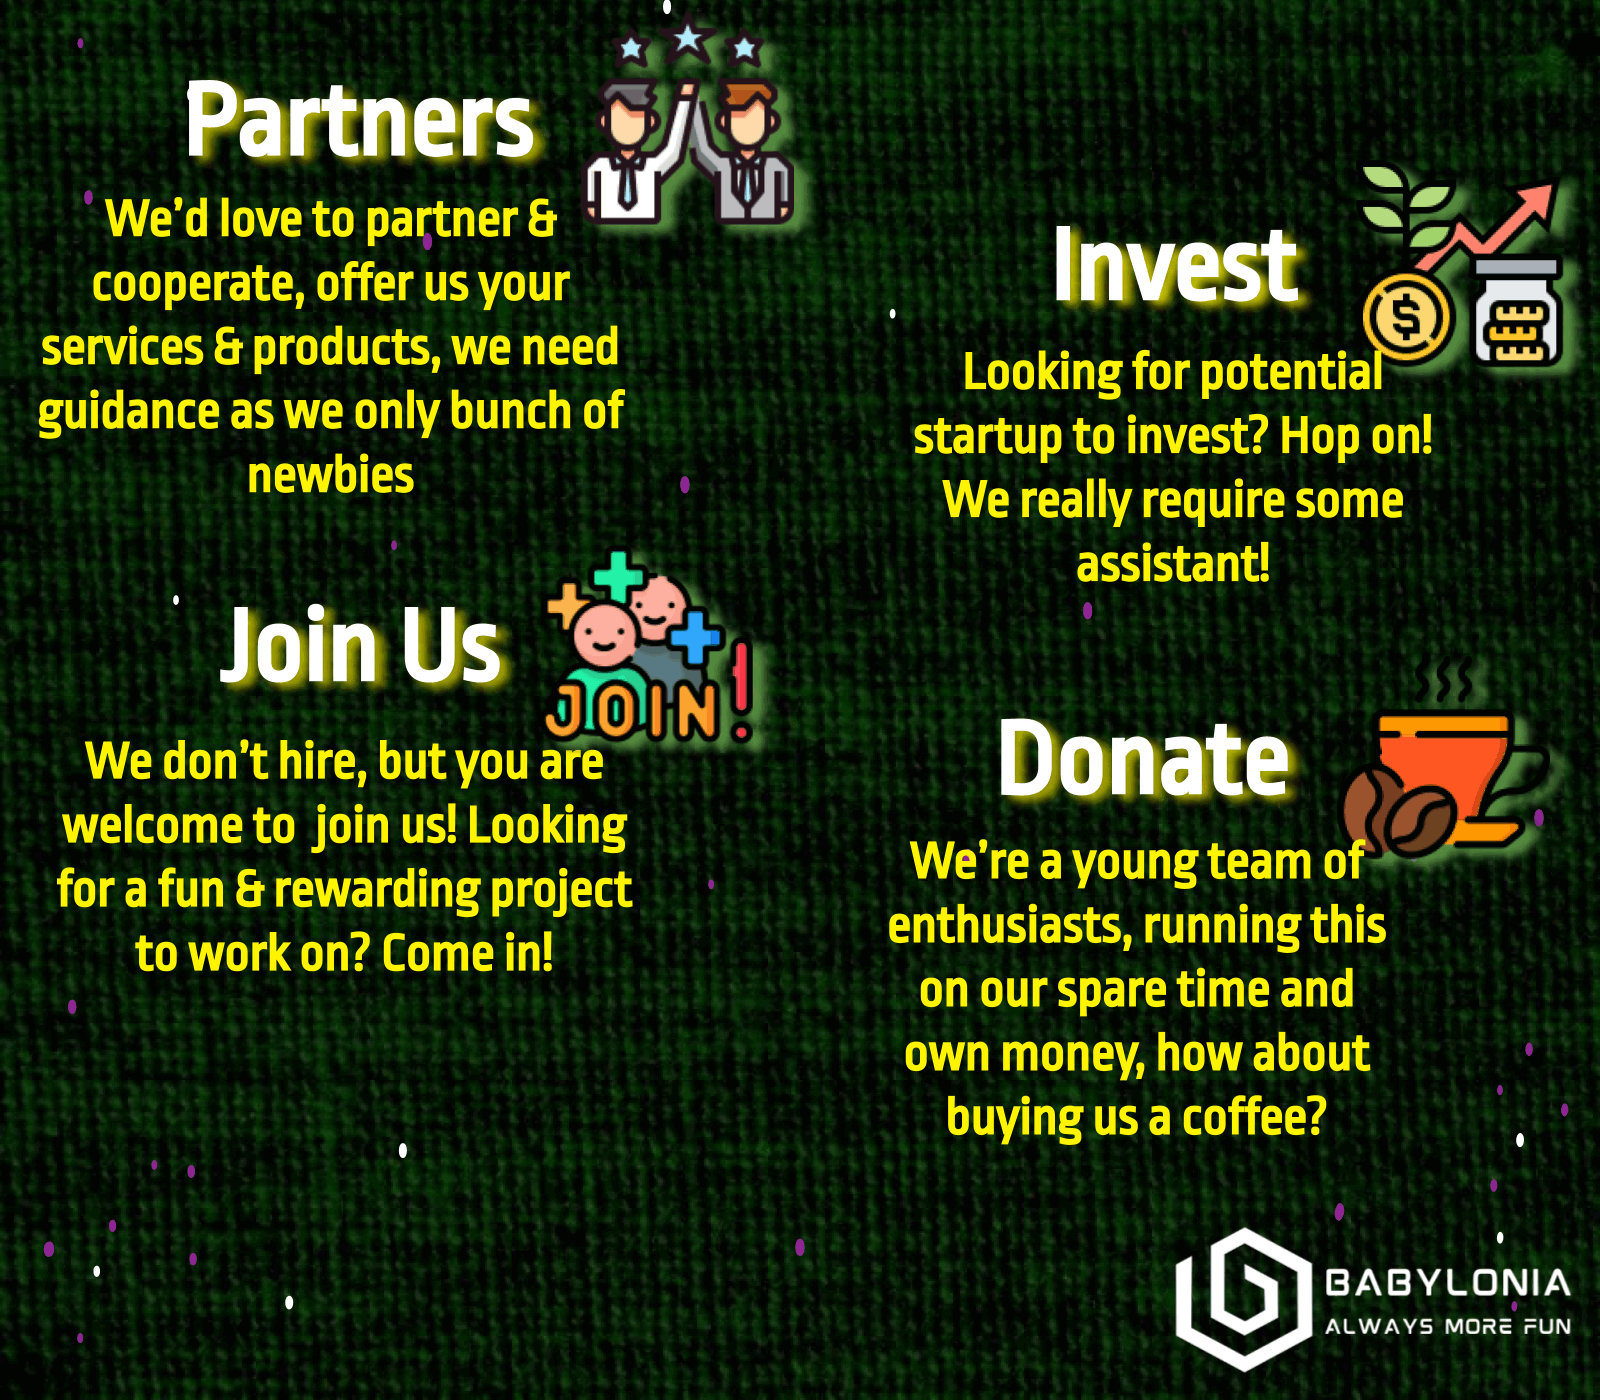 Partners
We’d love to partner &
cooperate, offer us your
services & products, we need
guidance as we only bunch of
newbies
Invest
Looking for potential
startup to invest? Hop on!
We really require some
assistant!
Join Us
JOIN!
We don’t hire, but you are
welcome to  join us! Looking
for a fun & rewarding project
to work on? Come in!
Donate
We’re a young team of
enthusiasts, running this
on our spare time and
own money, how about
buying us a coffee?
BABYLONIA
ALWAYS MORE FUN